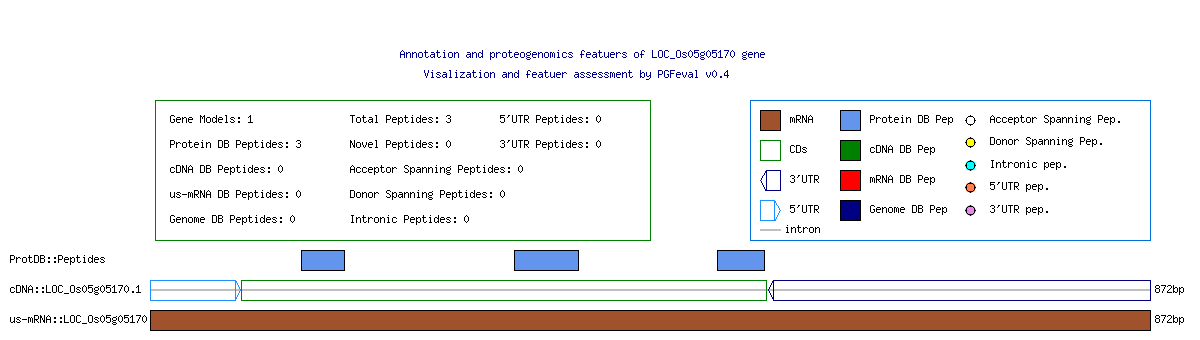 Annotation and proteogenomics featuers of LOC_Os05g05170 gene
Visalization and featuer assessment by PGFeval v0.4
Gene Models: 1 Total Peptides: 3 5'UTR Peptides: 0
Protein DB Peptides: 3 Novel Peptides: 0 3'UTR Peptides: 0
cDNA DB Peptides: 0 Acceptor Spanning Peptides: 0
us-mRNA DB Peptides: 0 Donor Spanning Peptides: 0
Genome DB Peptides: 0 Intronic Peptides: 0
mRNA Protein DB Pep Acceptor Spanning Pep.
CDs cDNA DB Pep Donor Spanning Pep.
3'UTR mRNA DB Pep Intronic pep.
5'UTR Genome DB Pep 5'UTR pep.
intron 3'UTR pep.
ProtDB::Peptides
cDNA::LOC_Os05g05170.1 872bp
us-mRNA::LOC_Os05g05170 872bp